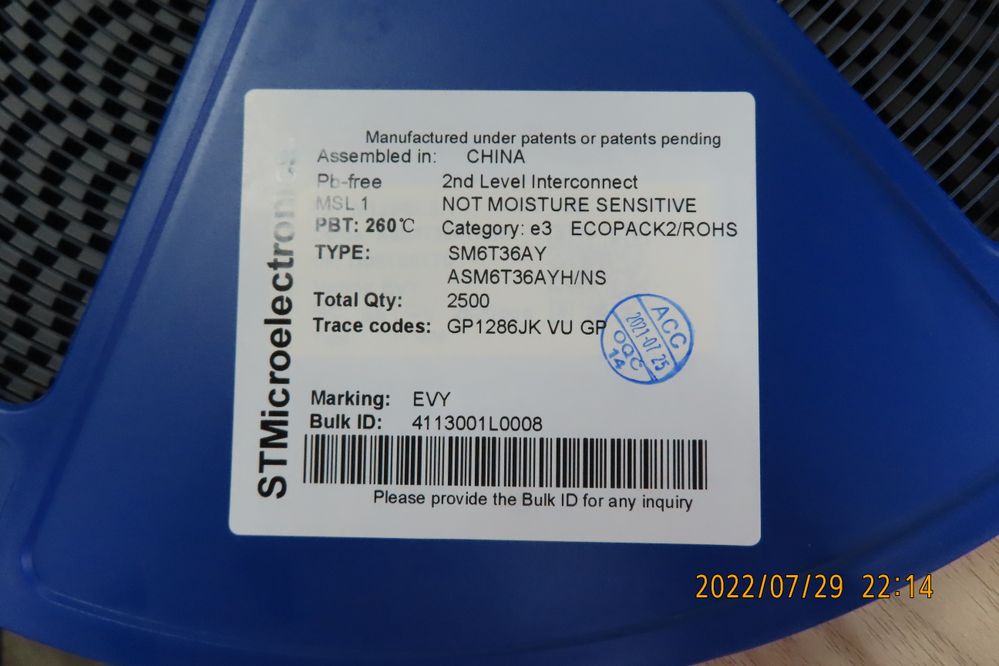 Manufactured under patents or patents pending
Assembled in: CHINA
Pb-free 2nd Level Interconnect
MSL 1 NOT MOISTURE SENSITIVE
PBT: 260℃ Category: e3 ECOPACK2/ROHS
TYPE: SM6T36AY
ASM6T36AYH/NS
Total Qty: 2500
Trace codes: GP1286JK VU GP
ACC
2021-07 25
OQC
14
Marking: EVY
Bulk ID: 4113001L0008
Please provide the Bulk ID for any inquiry
STMicroelectronics
2022/07/29 22:14